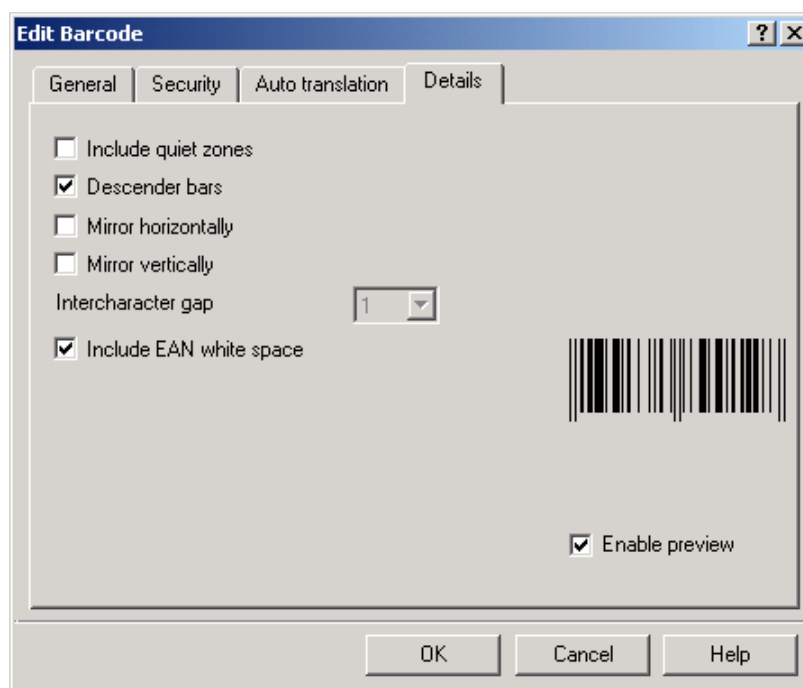 Edit Barcode
General Security Auto translation Details
Include quiet zones
Descender bars
Mirror horizontally
Mirror vertically
Intercharacter gap 1
Include EAN white space
Enable preview
OK Cancel Help